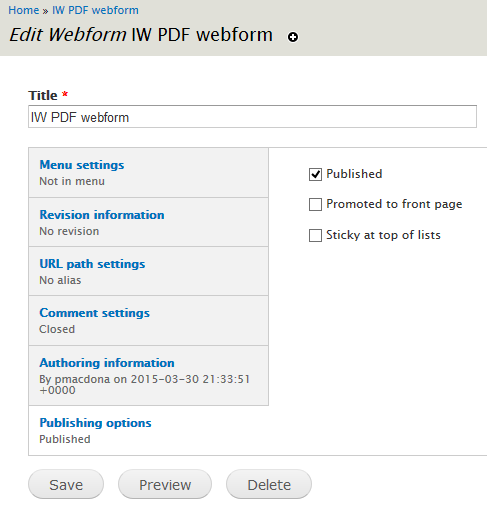 Home » IW PDF webform
Edit Webform IW PDF webform
Title *
IW PDF webform
Menu settings
Not in menu
Revision information
No revision
URL path settings
No alias
Comment settings
Closed
Authoring information
By pmacdona on 2015-03-30 21:33:51
+0000
Publishing options
Published
Published
Promoted to front page
Sticky at top of lists
Save Preview Delete